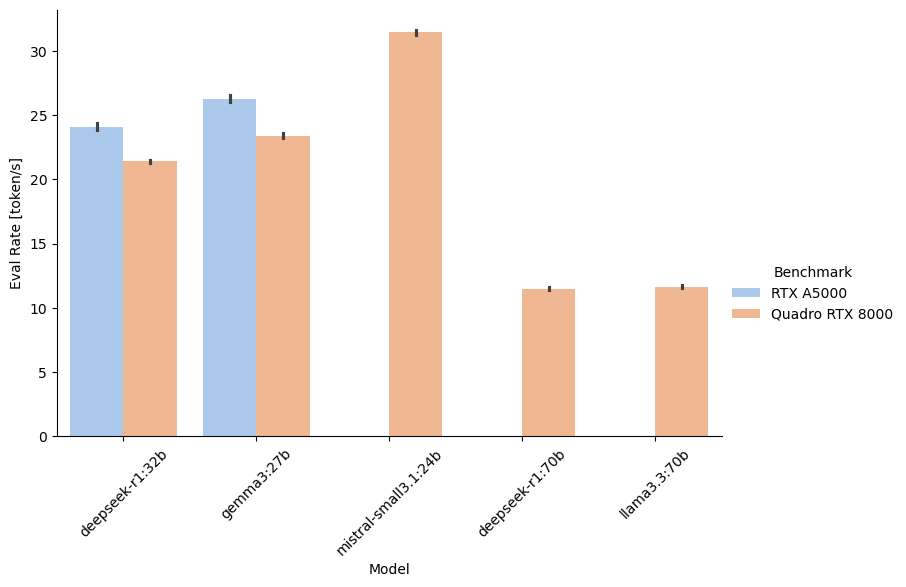 30
25
20
15
10
5
0
Eval Rate [token/s]
deepseek-r1:32b
gemma3:27b
mistral-small3.1:24b
deepseek-r1:70b
llama3.3:70b
Model
Benchmark
RTX A5000
Quadro RTX 8000